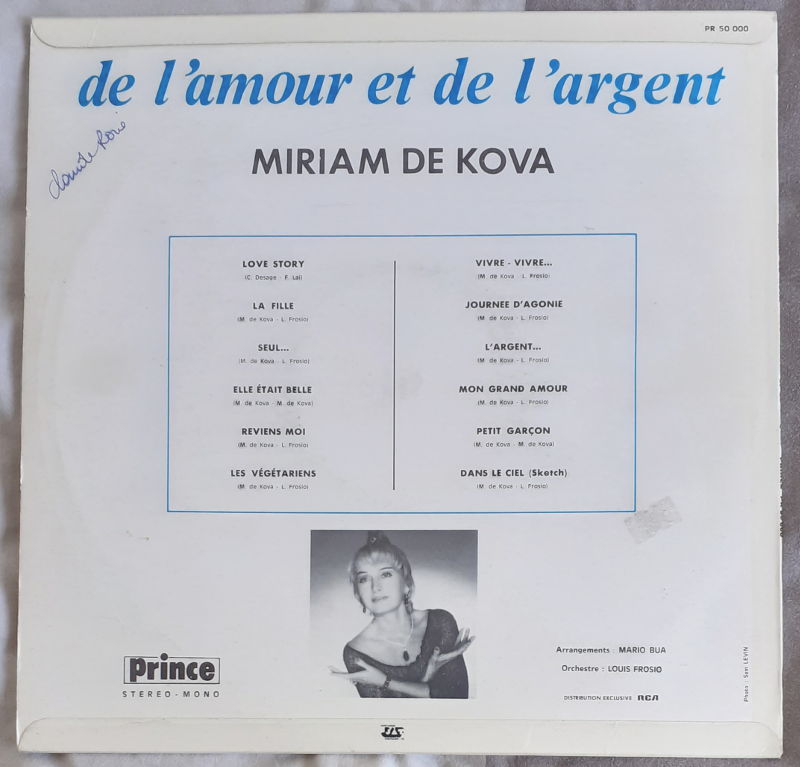 PR 50 000
de l'amour et de l'argent
MIRIAM DE KOVA
LOVE STORY
(C. Desage - F. Lai)
LA FILLE
(M. de Kova - L. Frosio)
SEUL...
(M. de Kova - L. Frosio)
ELLE ÉTAIT BELLE
(M. de Kova - M. de Kova)
REVIENS MOI
(M. de Kova - L. Frosio)
LES VÉGÉTARIENS
(M. de Kova - L. Frosio)
VIVRE - VIVRE...
(M. de Kova - L. Frosio)
JOURNEE D'AGONIE
(M. de Kova - L. Frosio)
L'ARGENT...
(M. de Kova - L. Frosio)
MON GRAND AMOUR
(M. de Kova - L. Frosio)
PETIT GARÇON
(M. de Kova - M. de Kova)
DANS LE CIEL (Sketch)
(M. de Kova - L. Frosio)
Prince
STEREO - MONO
Arrangements : MARIO BUA
Orchestre : LOUIS FROSIO
DISTRIBUTION EXCLUSIVE RCA
Photo : Sam LEVIN